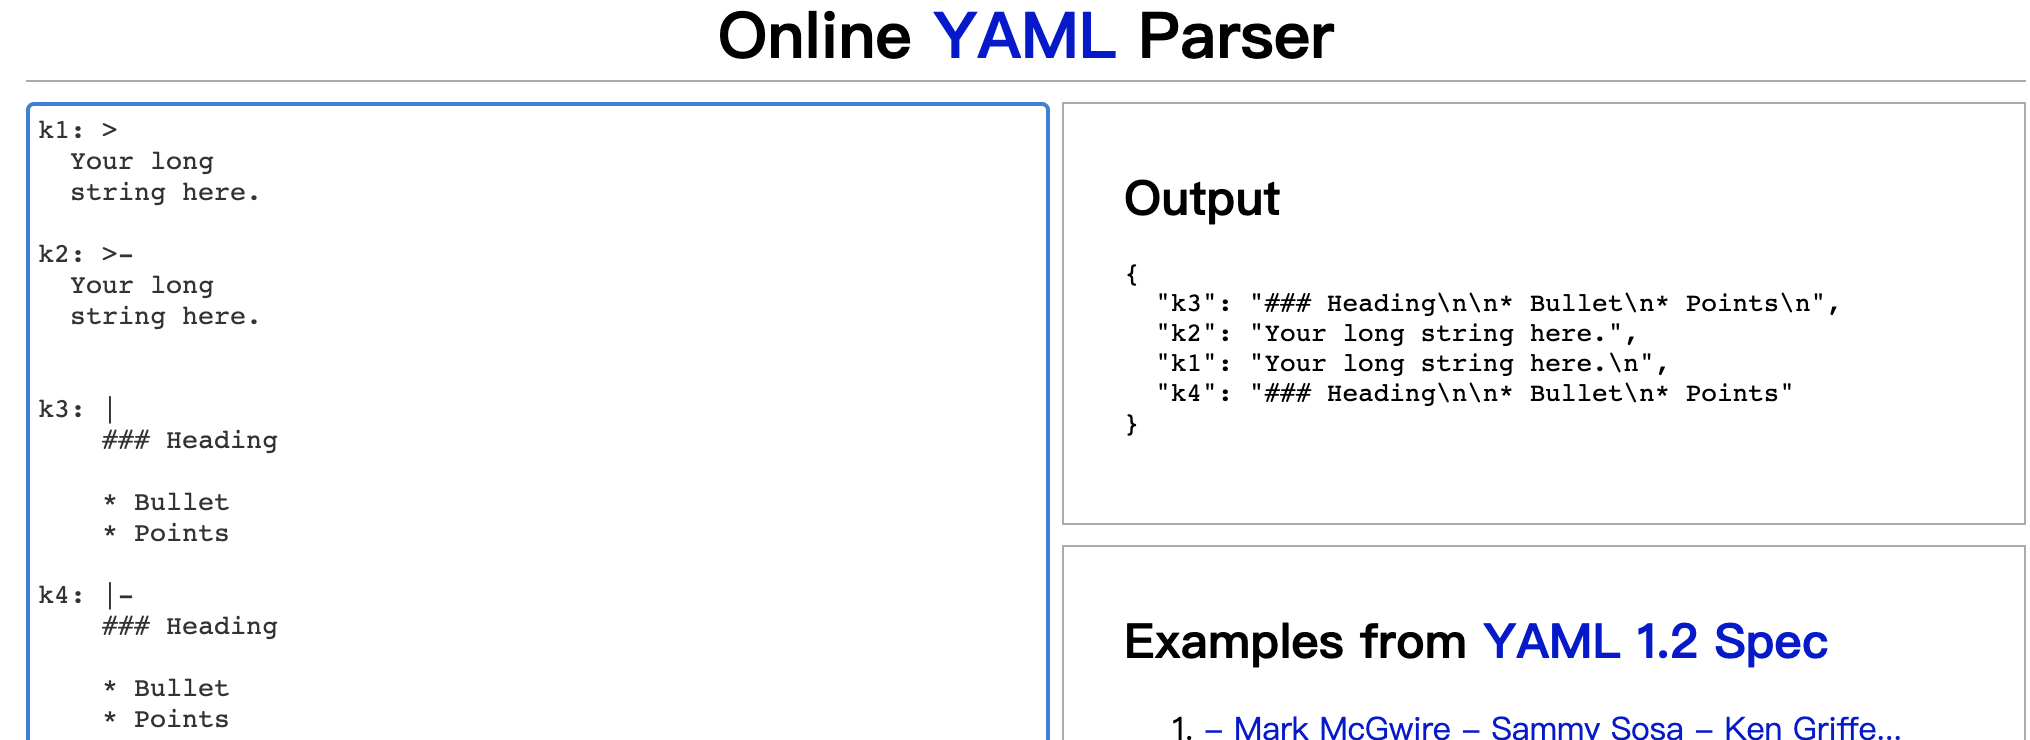 Online YAML Parser
k1: >
  Your long
  string here.
k2: >-
  Your long
  string here.
k3: |
    ### Heading
    * Bullet
    * Points
k4: |-
    ### Heading
    * Bullet
    * Points
Output
{
  "k3": "### Heading\n\n* Bullet\n* Points\n",
  "k2": "Your long string here.",
  "k1": "Your long string here.\n",
  "k4": "### Heading\n\n* Bullet\n* Points"
}
Examples from YAML 1.2 Spec
1. – Mark McGwire – Sammy Sosa – Ken Griffe...